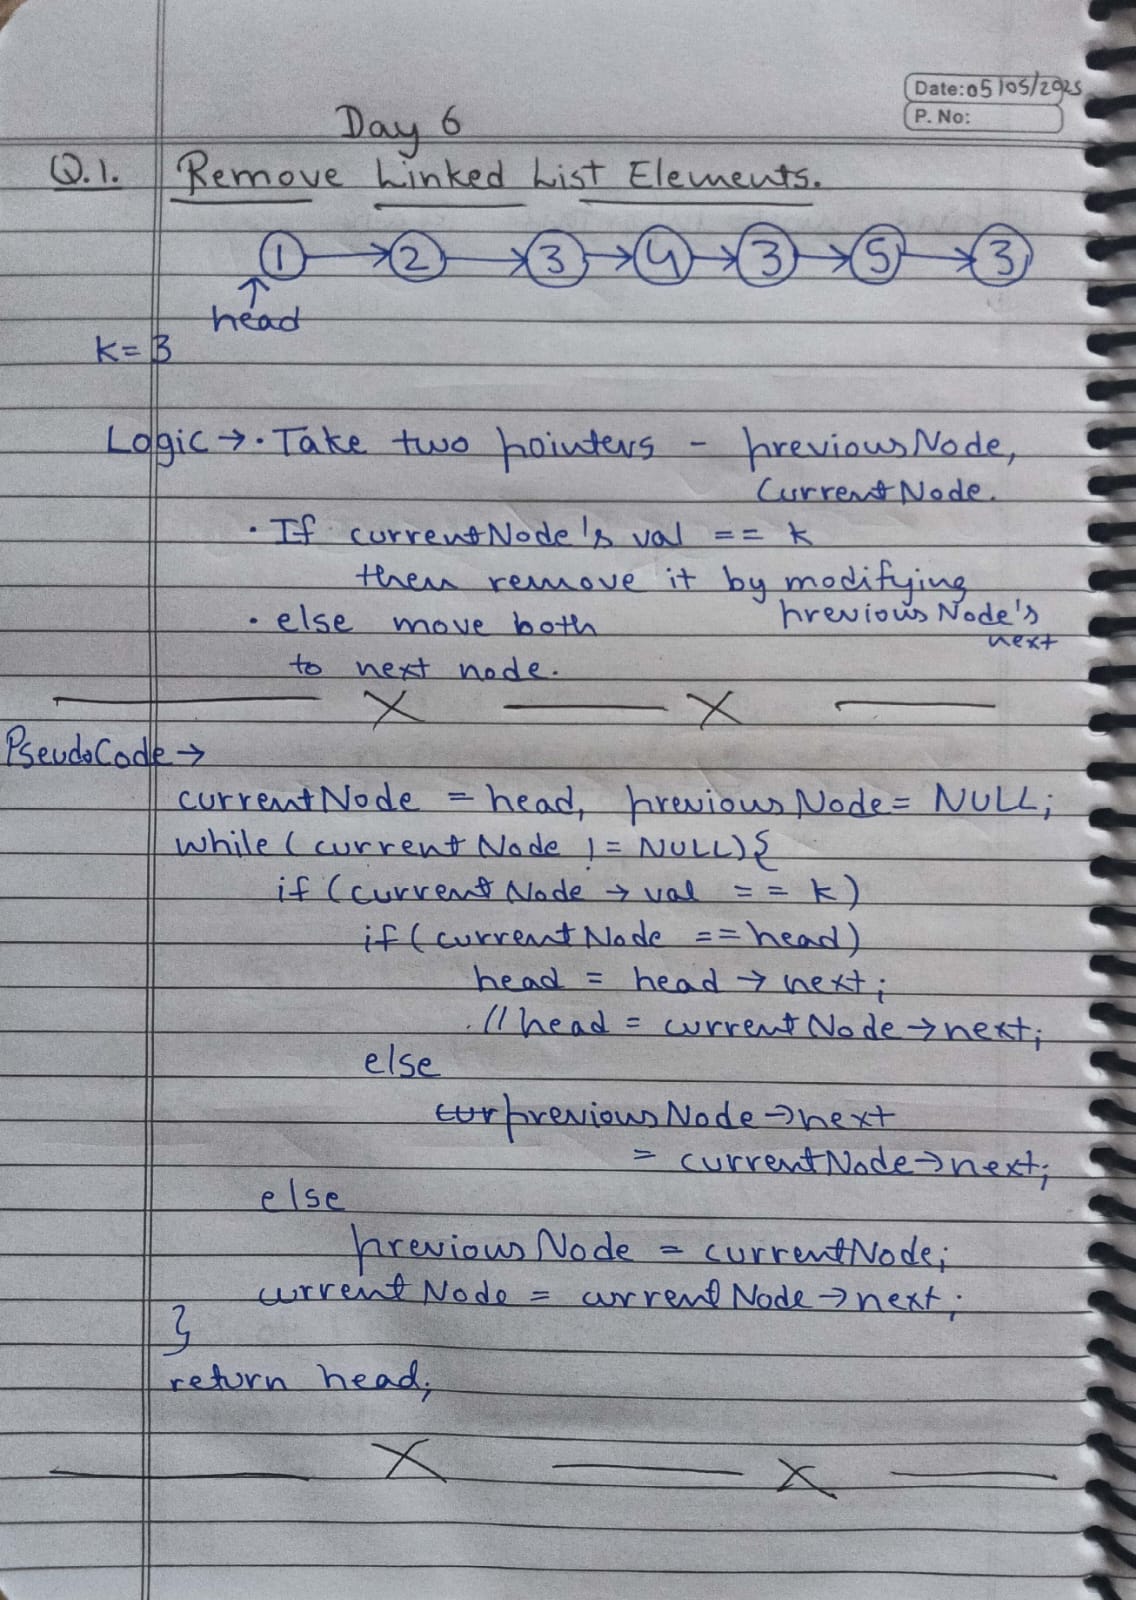 Date: 05/05/2025
P. No:
Day 6
Q.1. Remove Linked List Elements.
1 → 2 → 3 → 4 → 3 → 5 → 3
↑
head
k = 3
Logic → · Take two pointers - previousNode,
CurrentNode.
· If currentNode's val == k
then remove it by modifying
previousNode's
next
· else move both
to next node.
X X
PseudoCode →
currentNode = head, previousNode = NULL;
while (currentNode != NULL) {
if (currentNode → val == k)
if (currentNode == head)
head = head → next;
// head = currentNode → next;
else
previousNode → next
= currentNode → next;
else
previousNode = currentNode;
currentNode = currentNode → next;
}
return head;
X X